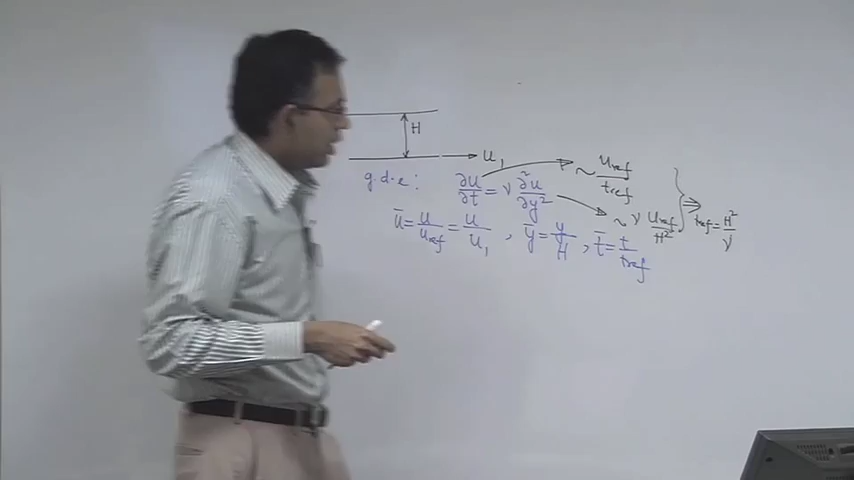 H
u₁
g.d.e: ∂u/∂t = ν ∂²u/∂y²
~ u_ref/t_ref
~ ν u_ref/H²
} ⇒ t_ref = H²/ν
ū = u/u_ref = u/u₁, ȳ = y/H, t̄ = t/t_ref